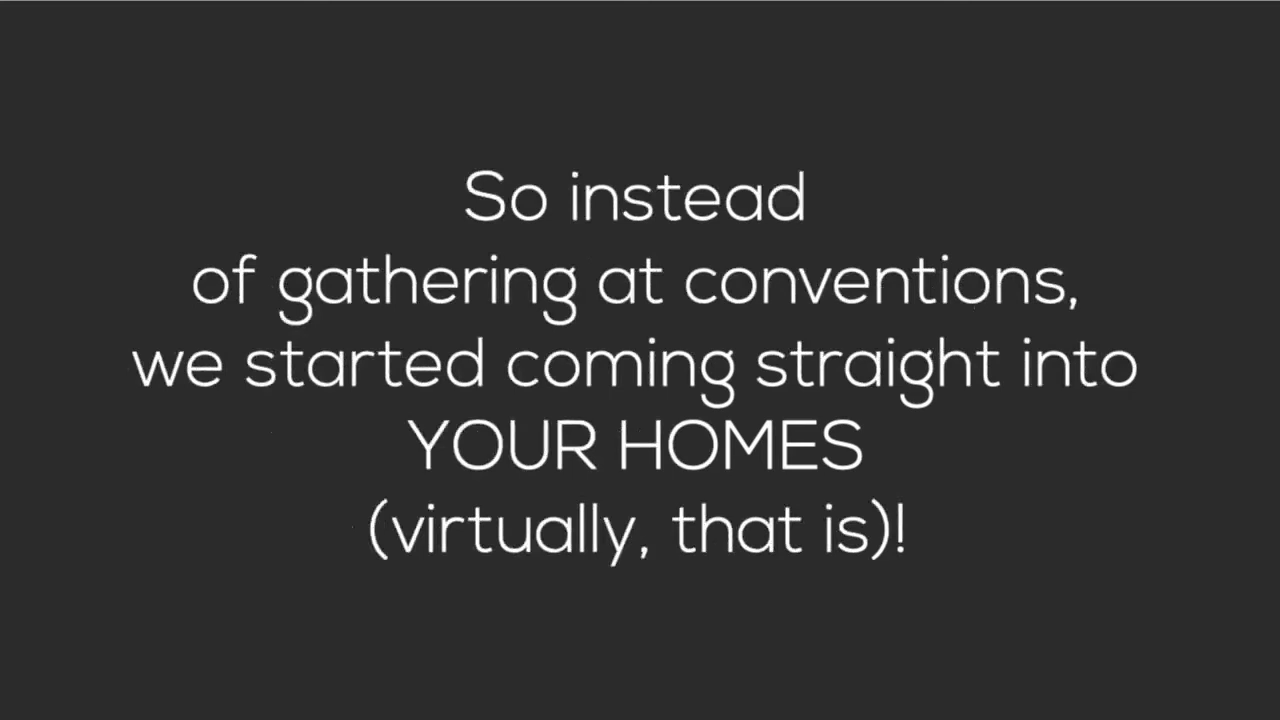 So instead
of gathering at conventions,
we started coming straight into
YOUR HOMES
(virtually, that is)!